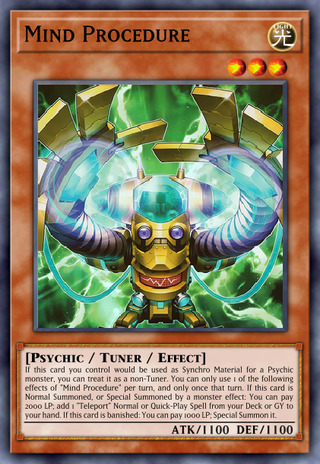 Mind Procedure
LIGHT
光
[Psychic / Tuner / Effect]
If this card you control would be used as Synchro Material for a Psychic
monster, you can treat it as a non-Tuner. You can only use 1 of the following
effects of "Mind Procedure" per turn, and only once that turn. If this card is
Normal Summoned, or Special Summoned by a monster effect: You can pay
2000 LP; add 1 "Teleport" Normal or Quick-Play Spell from your Deck or GY to
your hand. If this card is banished: You can pay 1000 LP; Special Summon it.
ATK/1100 DEF/1100